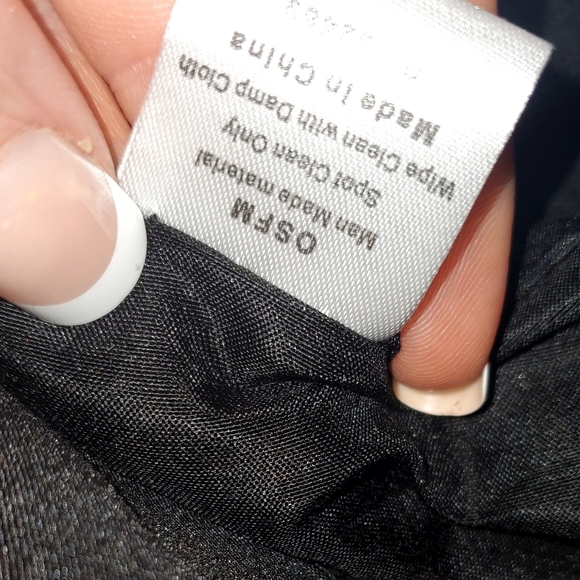 OSFM
Man Made material
Spot Clean Only
Wipe Clean with Damp Cloth
Made in China